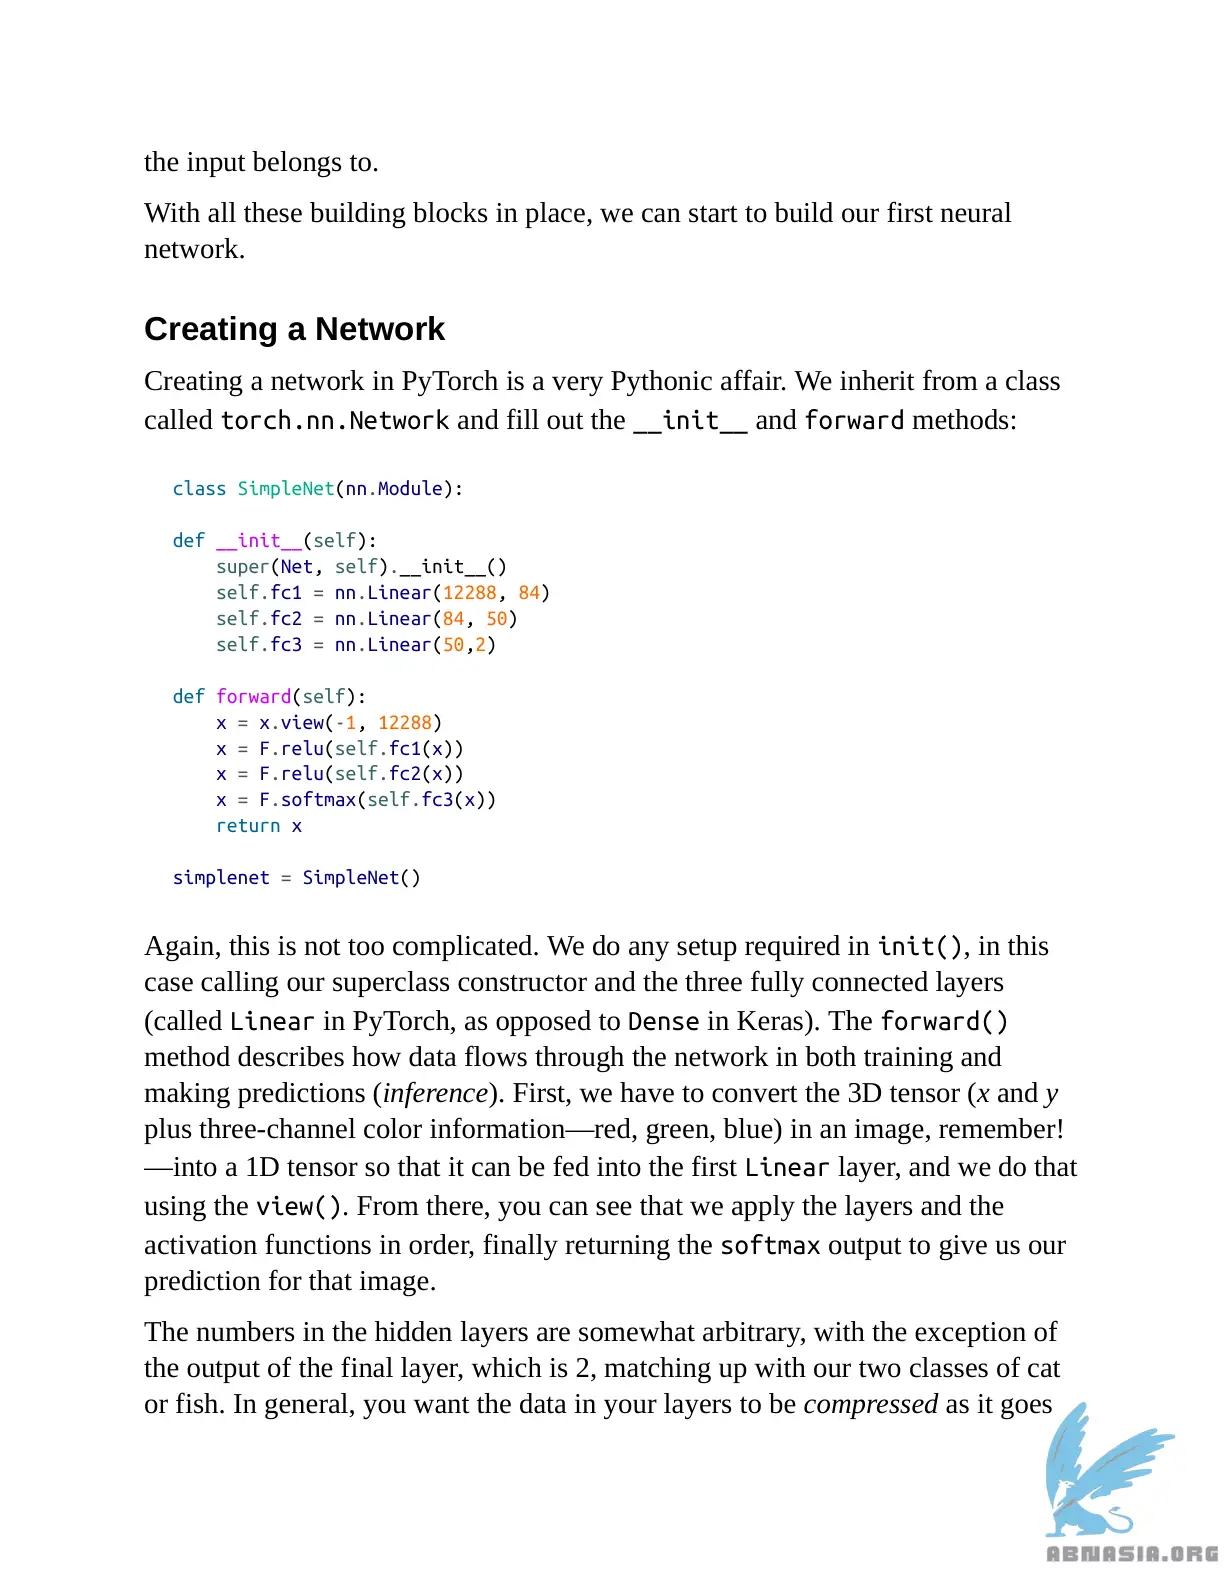 the input belongs to.
With all these building blocks in place, we can start to build our first neural
network.
Creating a Network
Creating a network in PyTorch is a very Pythonic affair. We inherit from a class
called torch.nn.Network and fill out the __init__ and forward methods:
class SimpleNet(nn.Module):
def __init__(self):
    super(Net, self).__init__()
    self.fc1 = nn.Linear(12288, 84)
    self.fc2 = nn.Linear(84, 50)
    self.fc3 = nn.Linear(50,2)
def forward(self):
    x = x.view(-1, 12288)
    x = F.relu(self.fc1(x))
    x = F.relu(self.fc2(x))
    x = F.softmax(self.fc3(x))
    return x
simplenet = SimpleNet()
Again, this is not too complicated. We do any setup required in init(), in this
case calling our superclass constructor and the three fully connected layers
(called Linear in PyTorch, as opposed to Dense in Keras). The forward()
method describes how data flows through the network in both training and
making predictions (inference). First, we have to convert the 3D tensor (x and y
plus three-channel color information—red, green, blue) in an image, remember!
—into a 1D tensor so that it can be fed into the first Linear layer, and we do that
using the view(). From there, you can see that we apply the layers and the
activation functions in order, finally returning the softmax output to give us our
prediction for that image.
The numbers in the hidden layers are somewhat arbitrary, with the exception of
the output of the final layer, which is 2, matching up with our two classes of cat
or fish. In general, you want the data in your layers to be compressed as it goes
ABNASIA.ORG